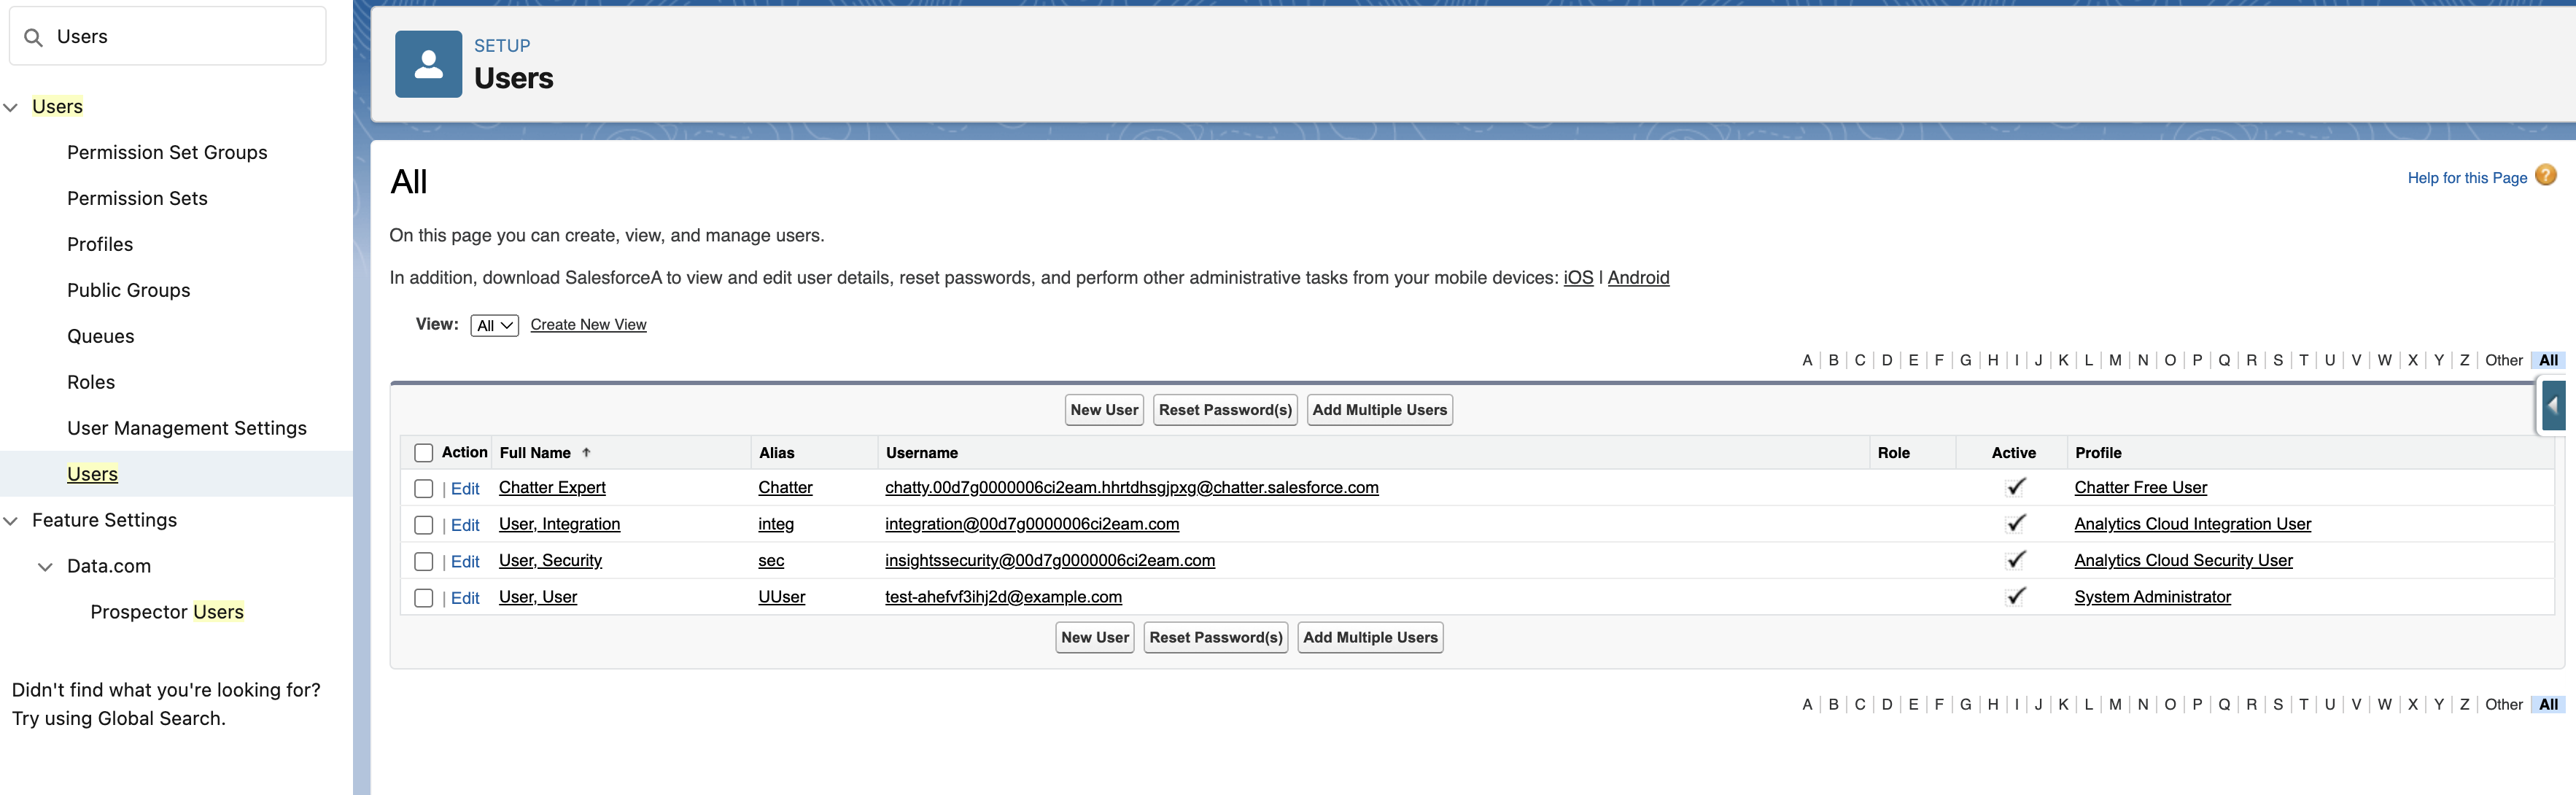 Users
Users
Permission Set Groups
Permission Sets
Profiles
Public Groups
Queues
Roles
User Management Settings
Users
Feature Settings
Data.com
Prospector Users
Didn't find what you're looking for?
Try using Global Search.
SETUP
Users
All
Help for this Page ?
On this page you can create, view, and manage users.
In addition, download SalesforceA to view and edit user details, reset passwords, and perform other administrative tasks from your mobile devices: iOS | Android
View: All Create New View
A | B | C | D | E | F | G | H | I | J | K | L | M | N | O | P | Q | R | S | T | U | V | W | X | Y | Z | Other | All
New User Reset Password(s) Add Multiple Users
Action Full Name ↑ Alias Username Role Active Profile
| Edit Chatter Expert Chatter chatty.00d7g0000006ci2eam.hhrtdhsgjpxg@chatter.salesforce.com Chatter Free User
| Edit User, Integration integ integration@00d7g0000006ci2eam.com Analytics Cloud Integration User
| Edit User, Security sec insightssecurity@00d7g0000006ci2eam.com Analytics Cloud Security User
| Edit User, User UUser test-ahefvf3ihj2d@example.com System Administrator
New User Reset Password(s) Add Multiple Users
A | B | C | D | E | F | G | H | I | J | K | L | M | N | O | P | Q | R | S | T | U | V | W | X | Y | Z | Other | All